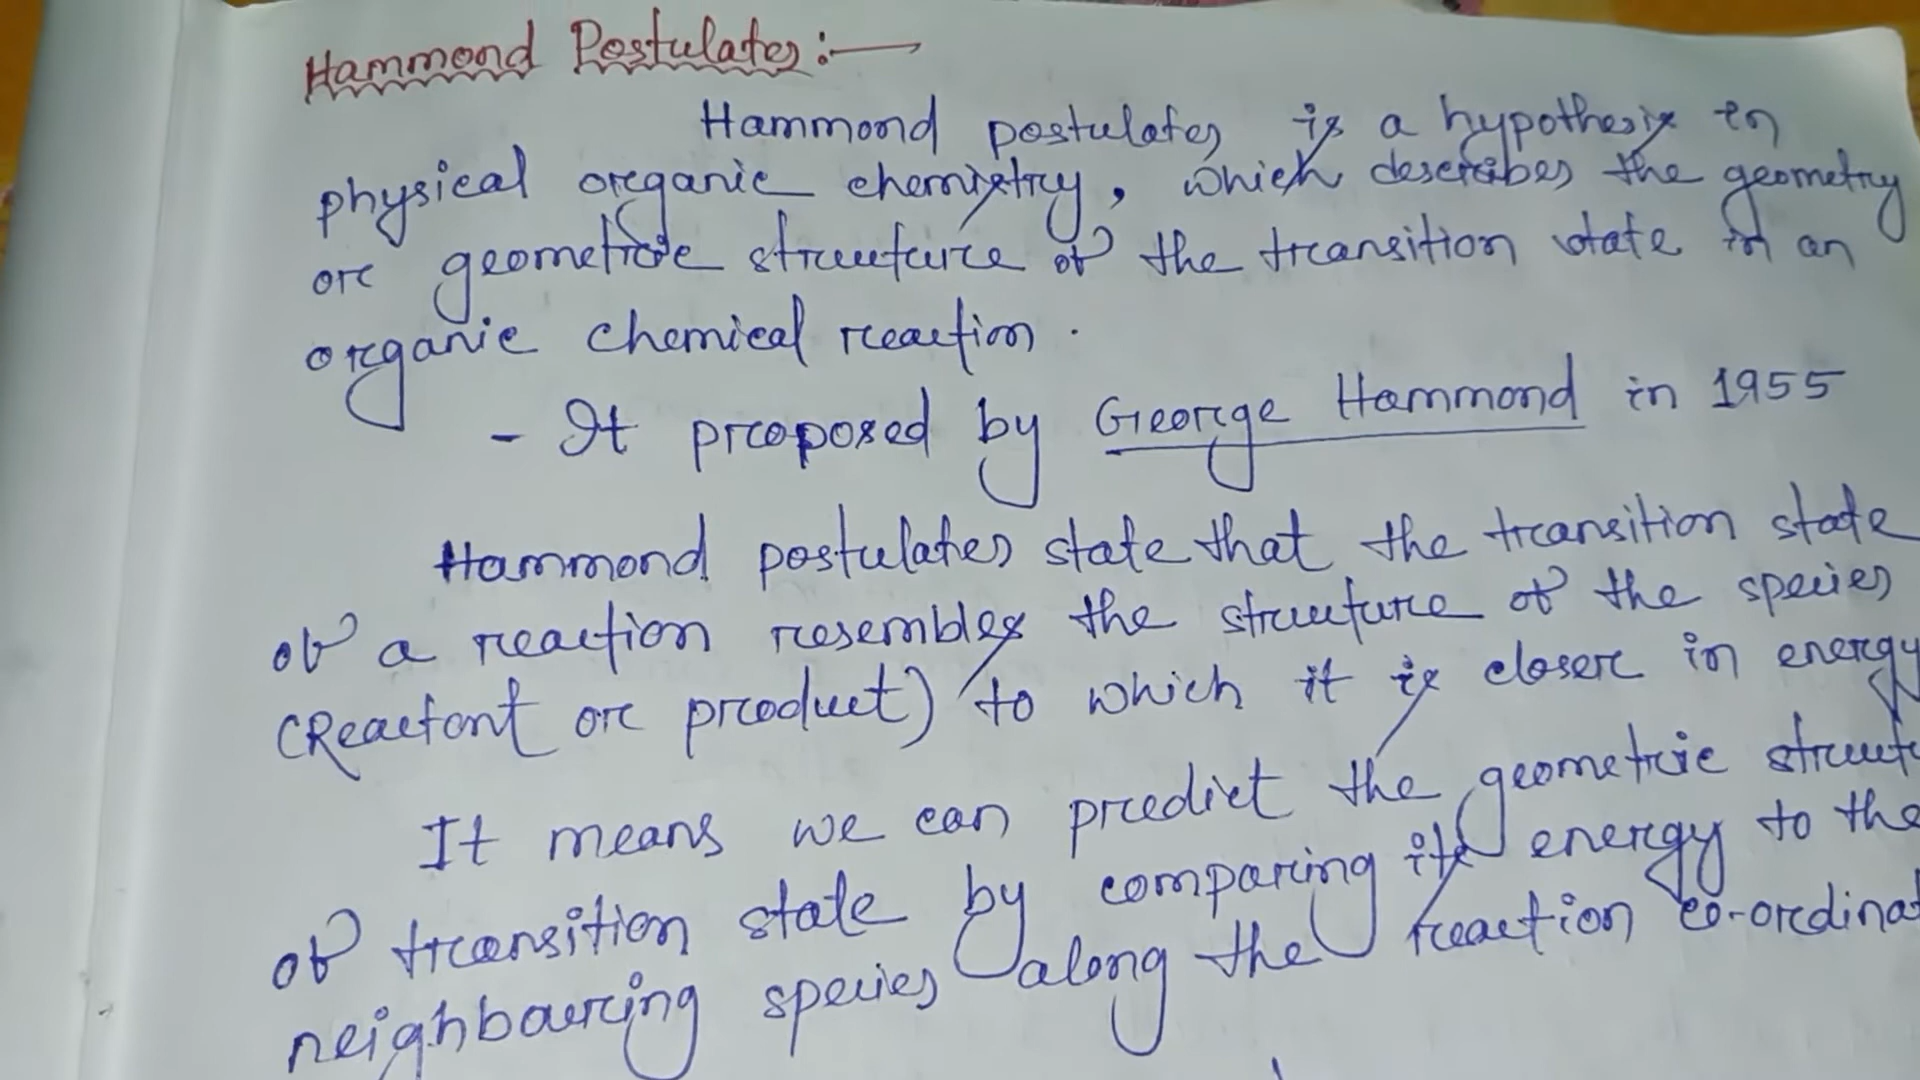 Hammond Postulates :—
Hammond postulates is a hypothesis in
physical organic chemistry, which describes the geometry
or geometric structure of the transition state in an
organic chemical reaction.
- It proposed by George Hammond in 1955
Hammond postulates state that the transition state
of a reaction resembles the structure of the species
(Reactant or product) to which it is closer in energy
It means we can predict the geometric struct
of transition state by comparing its energy to the
neighbouring species along the reaction co-ordinat